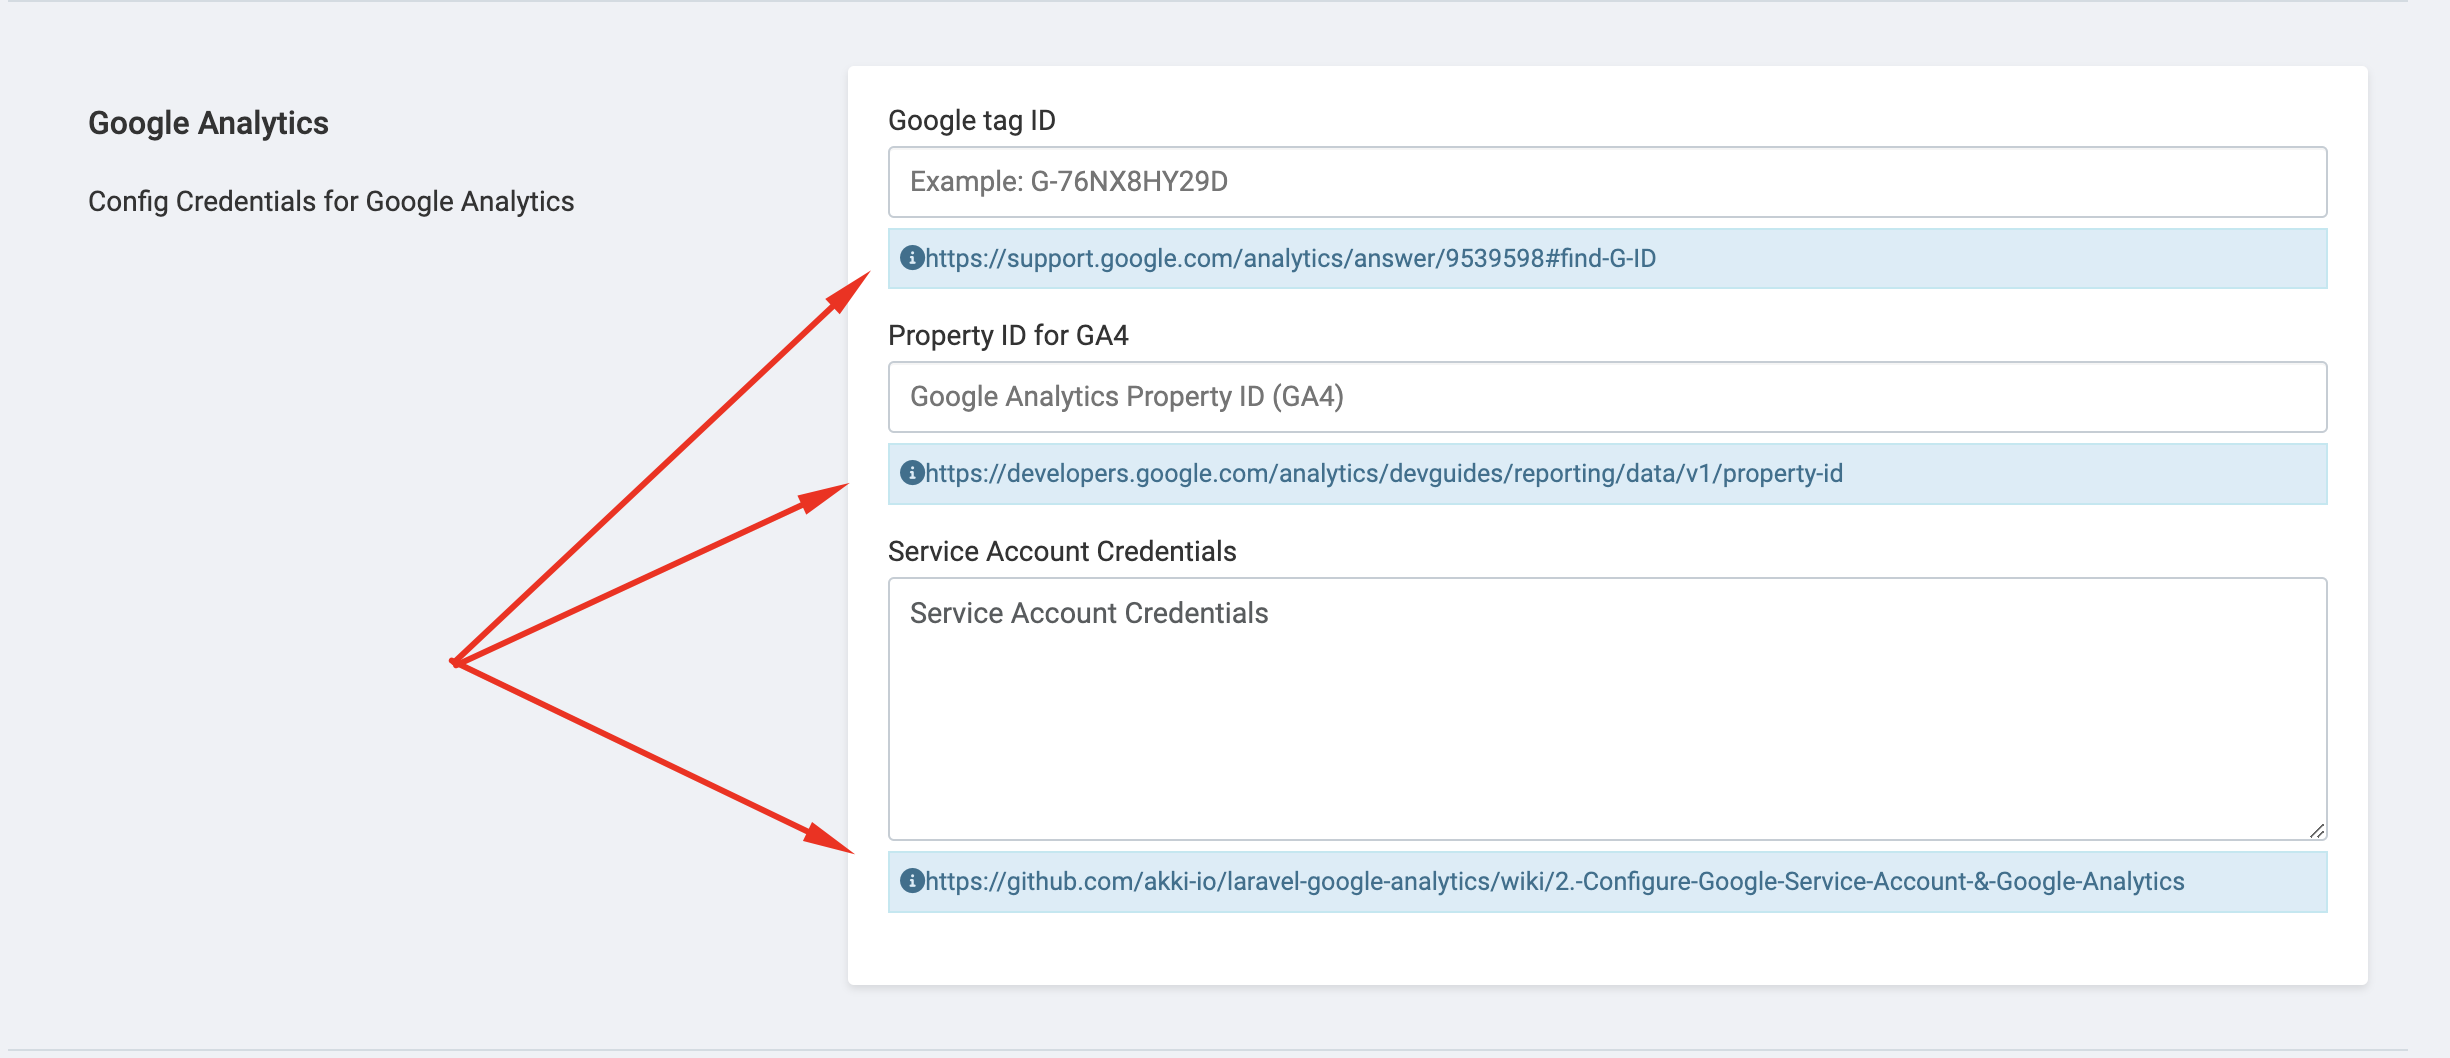 Google Analytics
Config Credentials for Google Analytics
Google tag ID
Example: G-76NX8HY29D
https://support.google.com/analytics/answer/9539598#find-G-ID
Property ID for GA4
Google Analytics Property ID (GA4)
https://developers.google.com/analytics/devguides/reporting/data/v1/property-id
Service Account Credentials
Service Account Credentials
https://github.com/akki-io/laravel-google-analytics/wiki/2.-Configure-Google-Service-Account-&-Google-Analytics